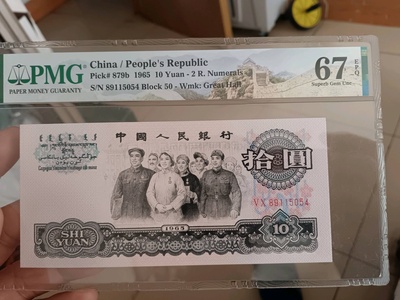 PMG
PAPER MONEY GUARANTY
China / People's Republic
Pick# 879b 1965 10 Yuan - 2 R. Numerals
S/N 89115054 Block 50 - Wmk: Great Hall
67 EPQ
Superb Gem Unc
中國人民銀行
拾圓
VX 89115054
1965
SHI
YUAN
10